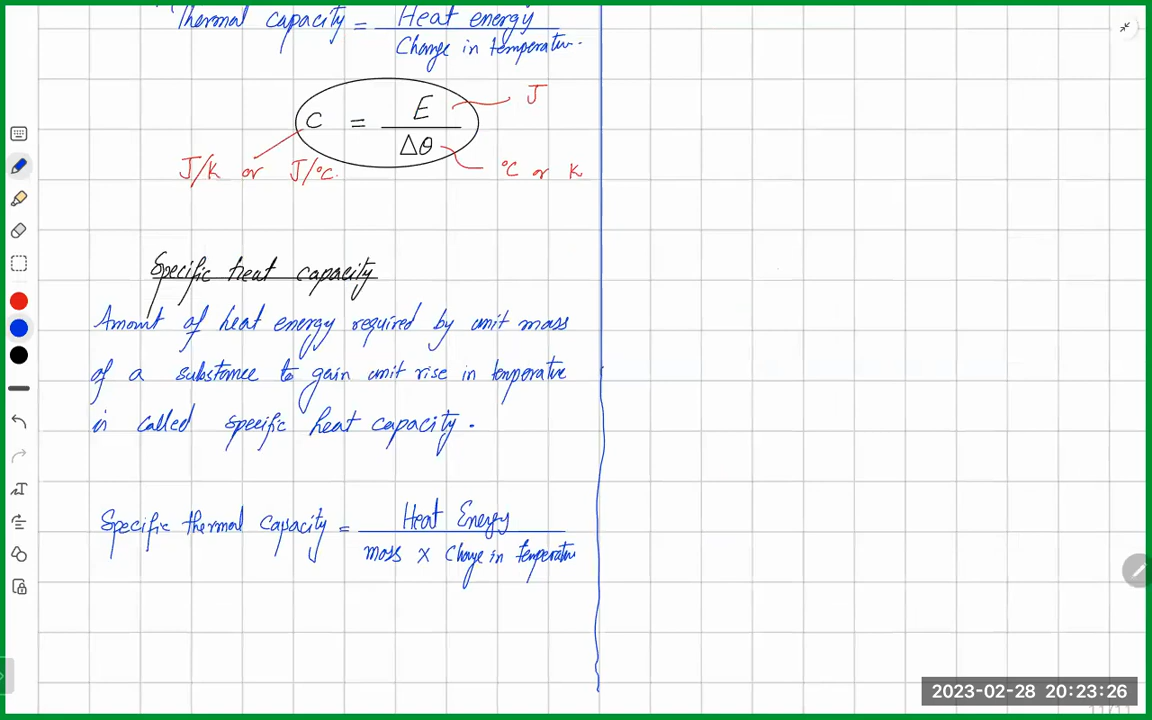 Thermal capacity = Heat energy / Change in temperature.
C = E / Δθ
J
J/K or J/°C.
°C or K
Specific heat capacity
Amount of heat energy required by unit mass
of a substance to gain unit rise in temperature
is called specific heat capacity.
Specific thermal capacity = Heat Energy / mass × Change in temperature
2023-02-28 20:23:26